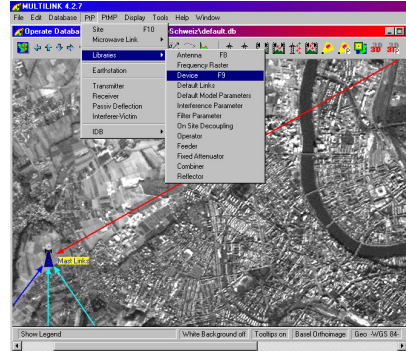 MULTILINK 4.2.7
File Edit Database PtP PtMP Display Tools Help Window
Operate Databa
Schweiz\default.db
Site F10
Microwave Link
Libraries
Earthstation
Transmitter
Receiver
Passiv Deflection
Interferer-Victim
IDB
Antenna F8
Frequency Raster
Device F9
Default Links
Default Model Parameters
Interference Parameter
Filter Parameter
On Site Decoupling
Operator
Feeder
Fixed Attenuator
Combiner
Reflector
Mast Links
Show Legend White Background off Tooltips on Basel Orthoimage Geo -WGS 84-